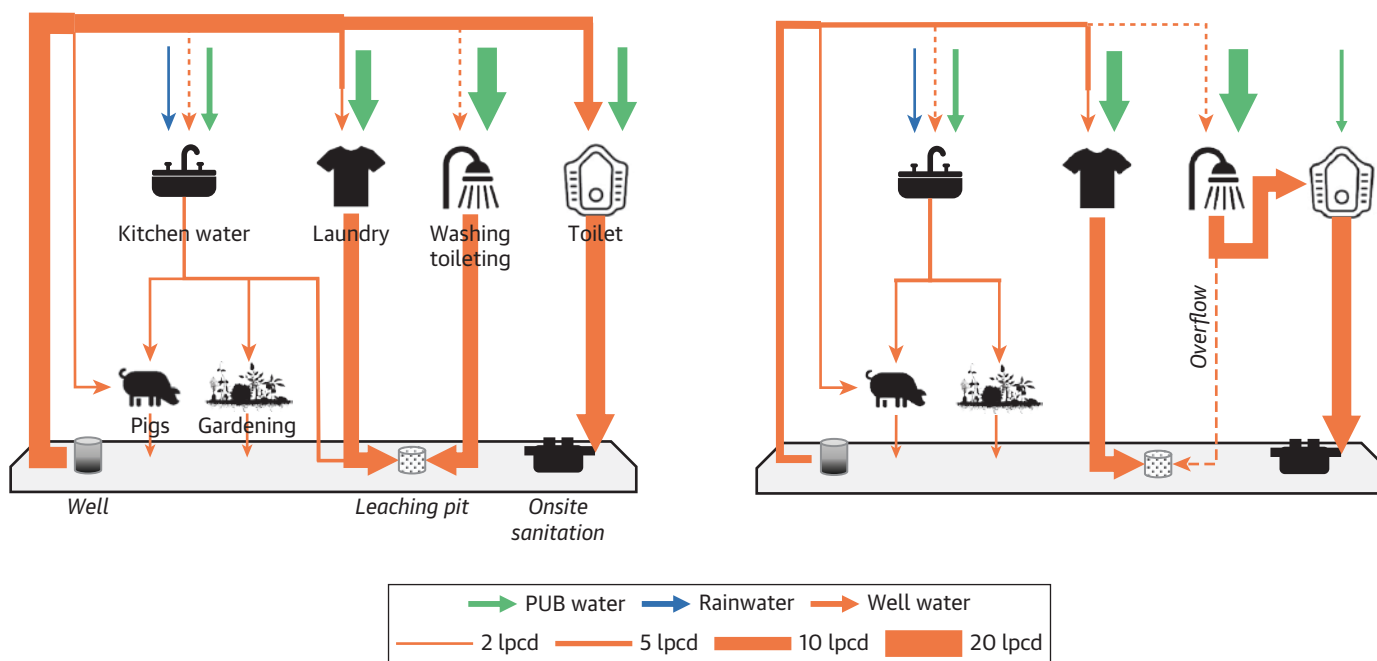 Kitchen water
Laundry
Washing
toileting
Toilet
Overflow
Pigs
Gardening
Well
Leaching pit
Onsite
sanitation
PUB water
Rainwater
Well water
2 lpcd
5 lpcd
10 lpcd
20 lpcd